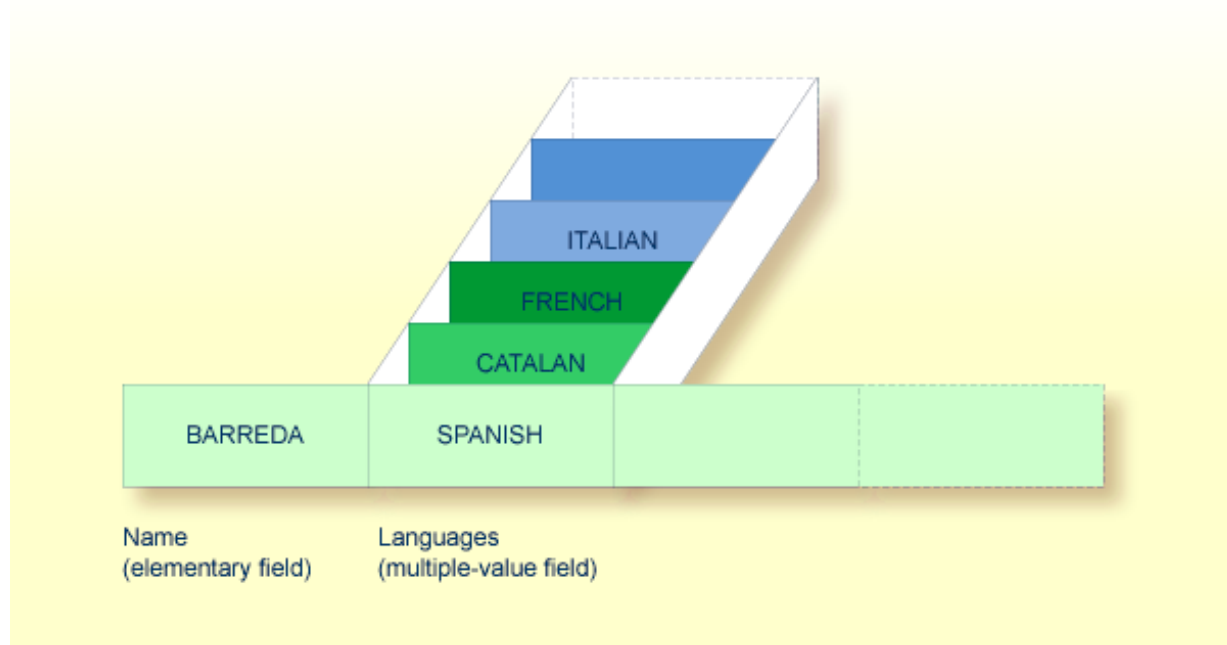 ITALIAN
FRENCH
CATALAN
BARREDA SPANISH
Name Languages
(elementary field) (multiple-value field)